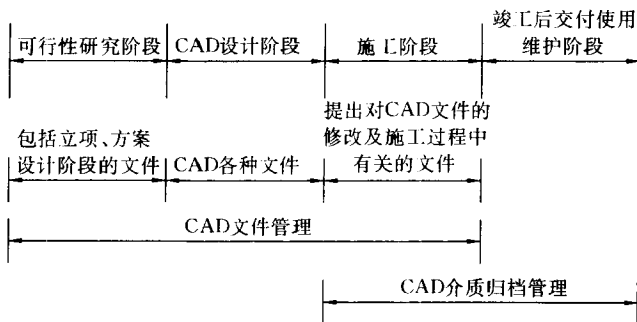 可行性研究阶段
CAD设计阶段
施工阶段
竣工后交付使用
维护阶段
包括立项、方案
设计阶段的文件
CAD各种文件
提出对CAD文件的
修改及施工过程中
有关的文件
CAD文件管理
CAD介质归档管理